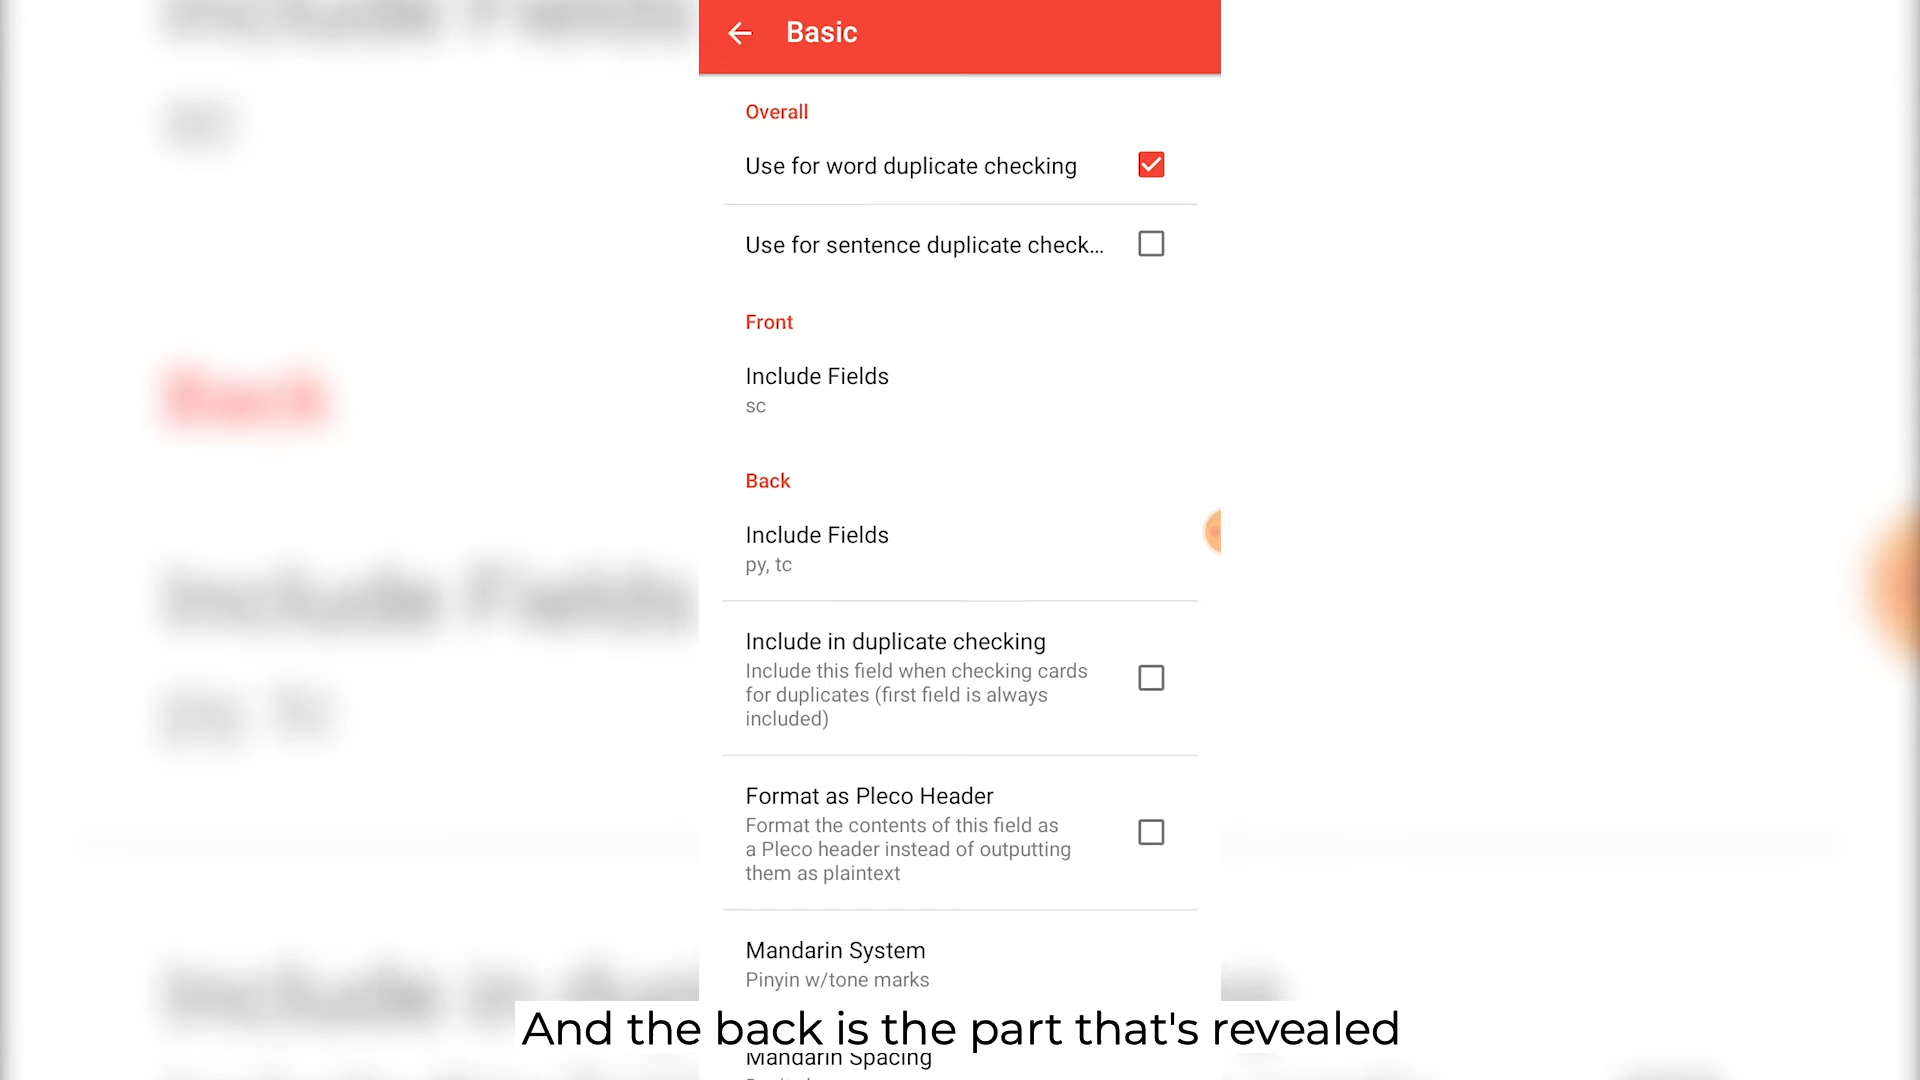 Basic
Overall
Use for word duplicate checking
Use for sentence duplicate check...
Front
Include Fields
sc
Back
Include Fields
py, tc
Include in duplicate checking
Include this field when checking cards
for duplicates (first field is always
included)
Format as Pleco Header
Format the contents of this field as
a Pleco header instead of outputting
them as plaintext
Mandarin System
Pinyin w/tone marks
And the back is the part that's revealed
Mandarin Spacing